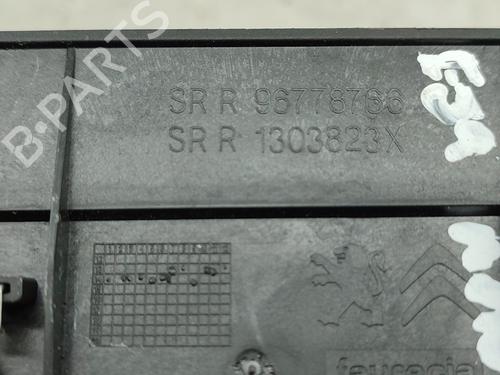 B-PARTS
SR R 96778766
SR R 1303823X
faurecia